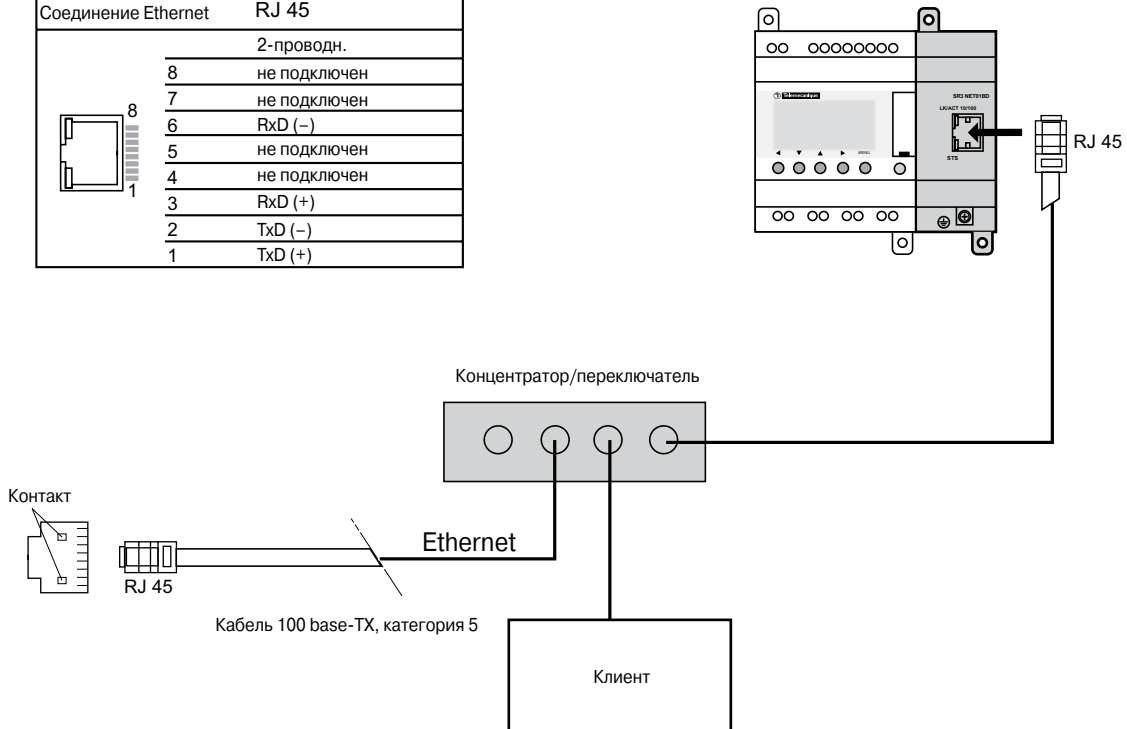 Соединение Ethernet RJ 45
2-проводн.
8 не подключен
7 не подключен
6 RxD (−)
5 не подключен
4 не подключен
3 RxD (+)
2 TxD (−)
1 TxD (+)
8
1
SR3 NET01BD
LK/ACT 10/100
STS
MENU
RJ 45
Концентратор/переключатель
Контакт
RJ 45
Ethernet
Кабель 100 base-TX, категория 5
Клиент